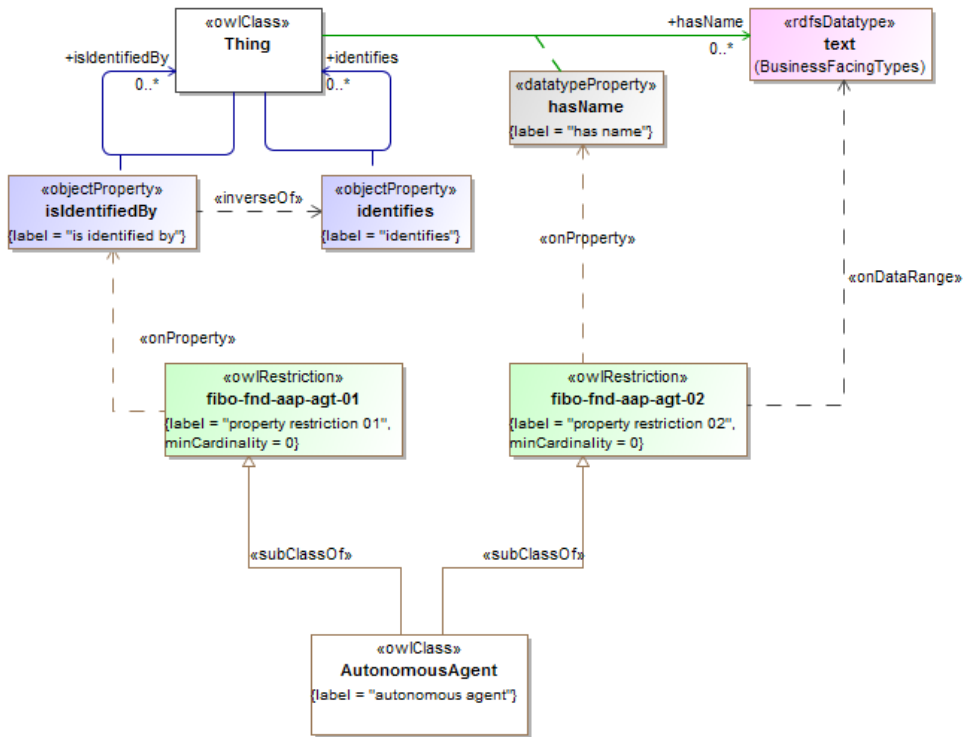 «owlClass»
Thing
+hasName
0..*
«rdfsDatatype»
text
(BusinessFacingTypes)
+isIdentifiedBy
0..*
+identifies
0..*
«datatypeProperty»
hasName
{label = "has name"}
«objectProperty»
isIdentifiedBy
{label = "is identified by"}
«inverseOf»
«objectProperty»
identifies
{label = "identifies"}
«onProperty»
«onDataRange»
«onProperty»
«owlRestriction»
fibo-fnd-aap-agt-01
{label = "property restriction 01",
minCardinality = 0}
«owlRestriction»
fibo-fnd-aap-agt-02
{label = "property restriction 02",
minCardinality = 0}
«subClassOf»
«subClassOf»
«owlClass»
AutonomousAgent
{label = "autonomous agent"}